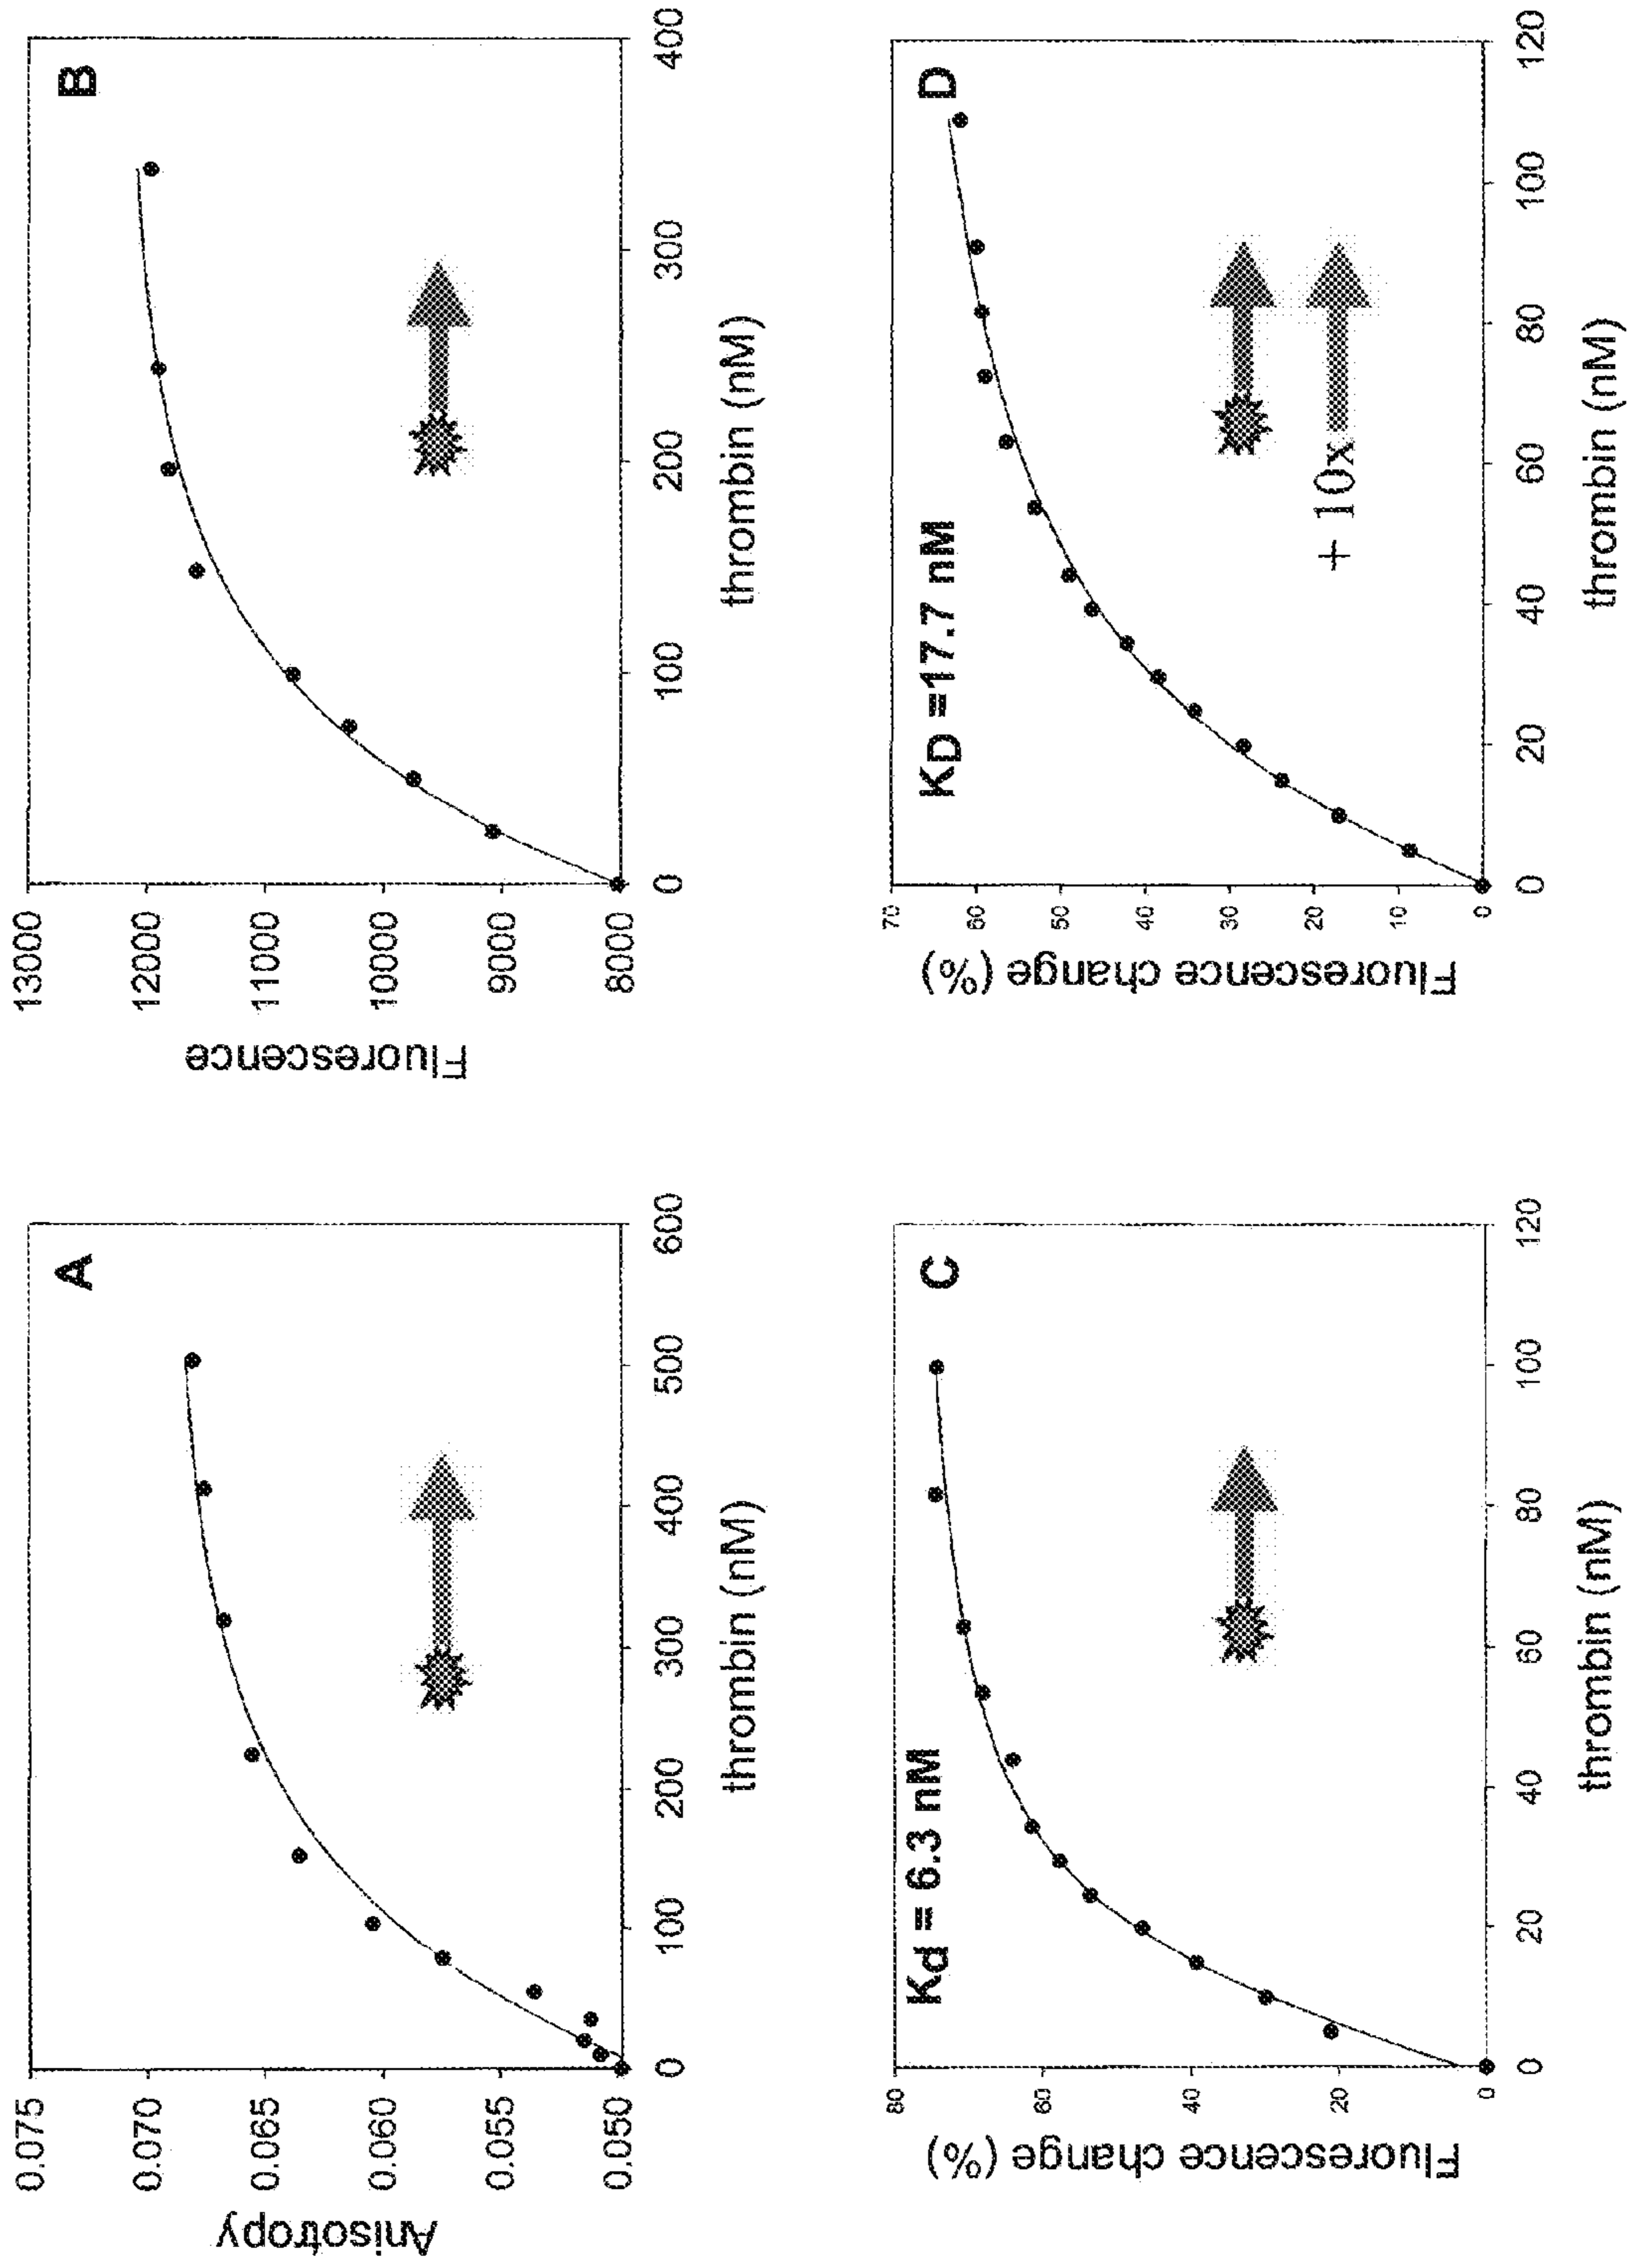 A
Anisotropy
0.075
0.070
0.065
0.060
0.055
0.050
0 100 200 300 400 500 600
thrombin (nM)
B
Fluorescence
13000
12000
11000
10000
9000
8000
0 100 200 300 400
thrombin (nM)
C
Kd = 6.3 nM
Fluorescence change (%)
80
60
40
20
0
0 20 40 60 80 100 120
thrombin (nM)
D
KD =17.7 nM
+ 10x
Fluorescence change (%)
70
60
50
40
30
20
10
0
0 20 40 60 80 100 120
thrombin (nM)